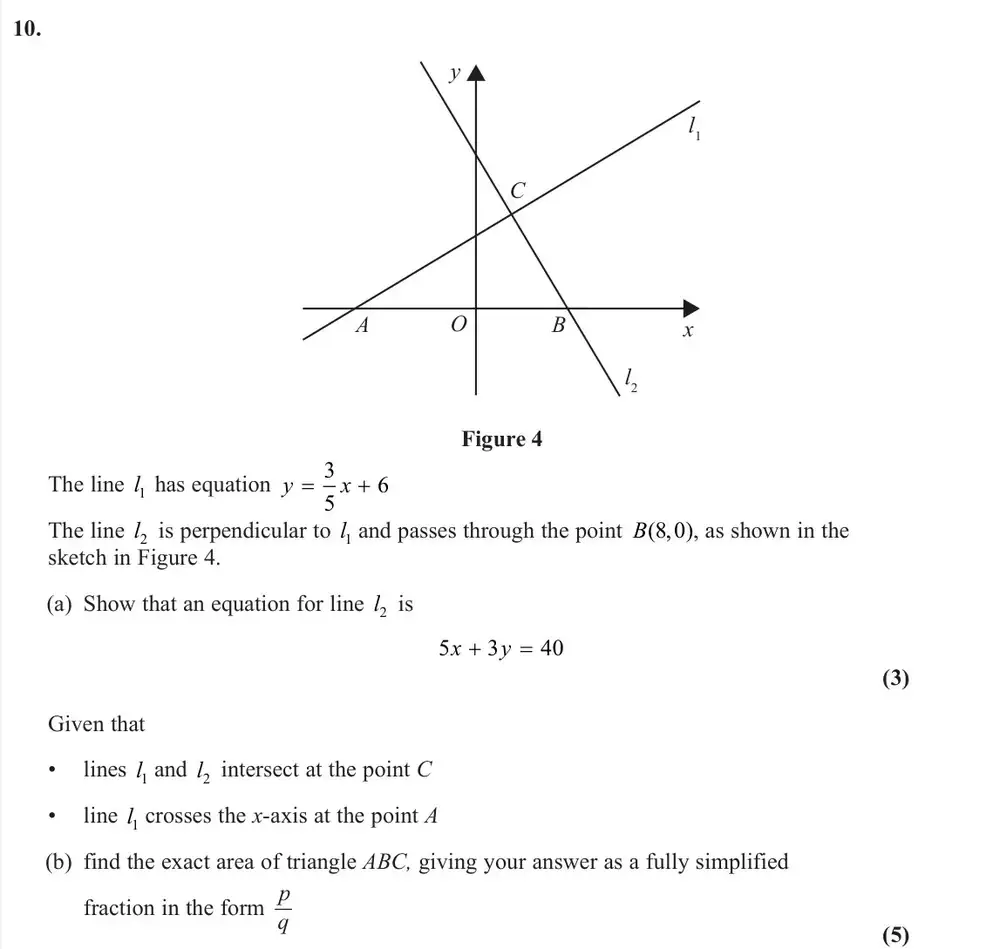 10.
y
l₁
C
A
O
B
x
l₂
Figure 4
The line l₁ has equation y = 3/5 x + 6
The line l₂ is perpendicular to l₁ and passes through the point B(8,0), as shown in the
sketch in Figure 4.
(a) Show that an equation for line l₂ is
5x + 3y = 40
(3)
Given that
• lines l₁ and l₂ intersect at the point C
• line l₁ crosses the x-axis at the point A
(b) find the exact area of triangle ABC, giving your answer as a fully simplified
fraction in the form p/q
(5)